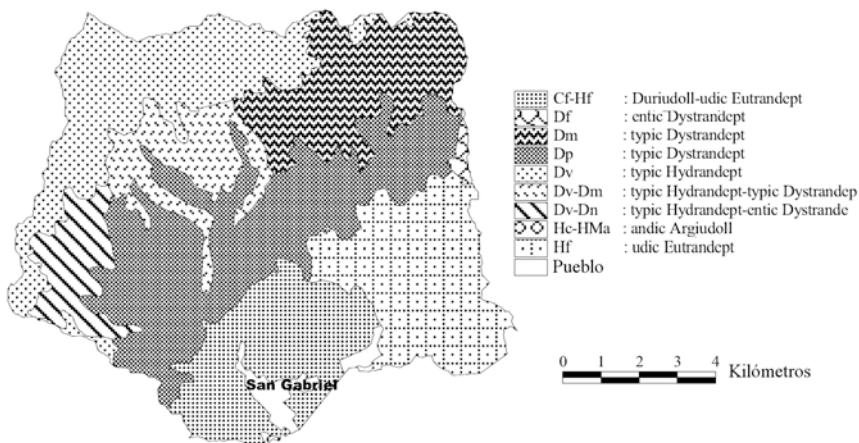 Cf-Hf : Duriudoll-udic Eutrandept
Df : entic Dystrandept
Dm : typic Dystrandept
Dp : typic Dystrandept
Dv : typic Hydrandept
Dv-Dm : typic Hydrandept-typic Dystrandep
Dv-Dn : typic Hydrandept-entic Dystrande
Hc-HMa : andic Argiudoll
Hf : udic Eutrandept
Pueblo
0 1 2 3 4
Kilómetros
San Gabriel